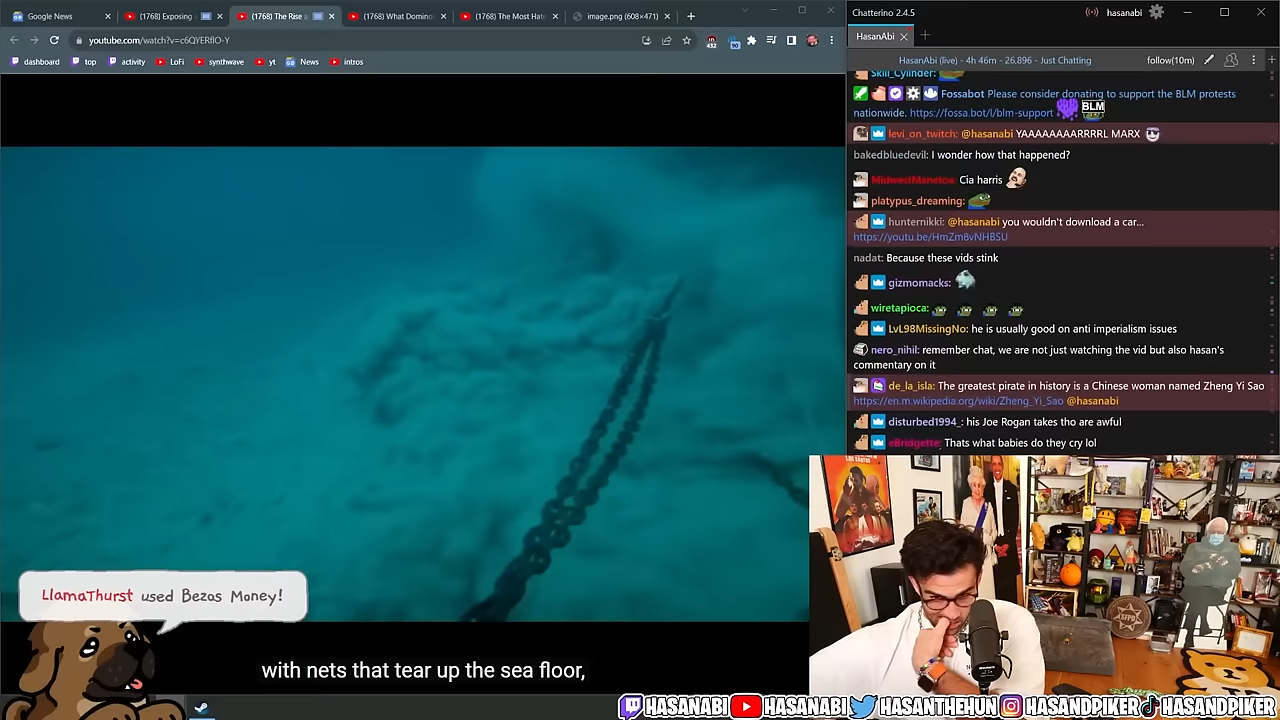 Google News
(1768) Exposing
(1768) The Rise a
(1768) What Domino
(1768) The Most Hat
image.png (608×471)
Chatterino 2.4.5
hasanabi
youtube.com/watch?v=c6QYERfIO-Y
432
90
HasanAbi
dashboard
top
activity
LoFi
synthwave
yt
News
intros
HasanAbi (live) - 4h 46m - 26,896 - Just Chatting
follow(10m)
Skill_Cylinder:
Fossabot Please consider donating to support the BLM protests
nationwide. https://fossa.bot/l/blm-support
BLM
levi_on_twitch: @hasanabi YAAAAAAAARRRRL MARX
bakedbluedevil: I wonder how that happened?
MidwestManetoa: Cia harris
platypus_dreaming:
hunternikki: @hasanabi you wouldn't download a car...
https://youtu.be/HmZm8vNHBSU
nadat: Because these vids stink
gizmomacks:
wiretapioca:
LvL98MissingNo: he is usually good on anti imperialism issues
nero_nihil: remember chat, we are not just watching the vid but also hasan's
commentary on it
de_la_isla: The greatest pirate in history is a Chinese woman named Zheng Yi Sao
https://en.m.wikipedia.org/wiki/Zheng_Yi_Sao @hasanabi
disturbed1994_: his Joe Rogan takes tho are awful
eBridgette: Thats what babies do they cry lol
LlamaThurst used Bezos Money!
with nets that tear up the sea floor,
HASANABI
HASANABI
HASANTHEHUN
HASANDPIKER
HASANDPIKER